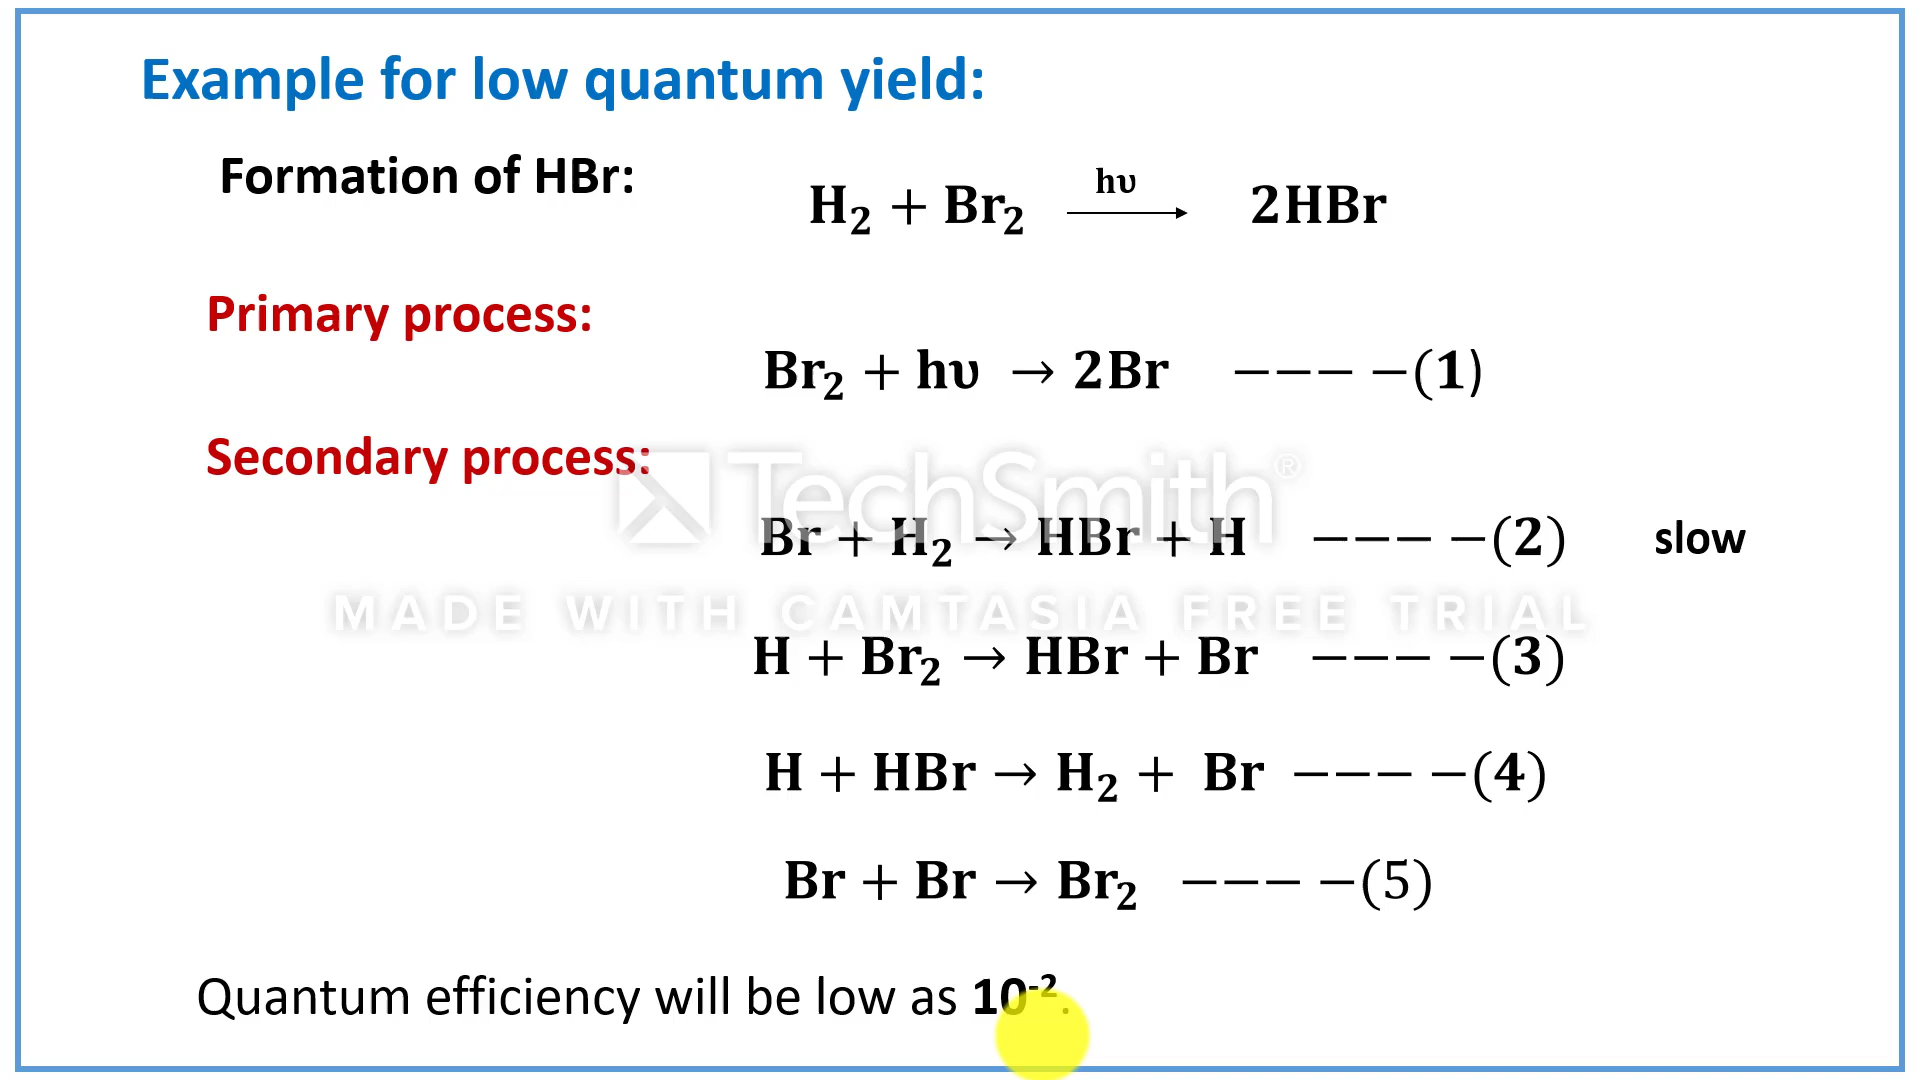 Example for low quantum yield:
Formation of HBr:
H₂ + Br₂ hυ → 2HBr
Primary process:
Br₂ + hυ → 2Br −−− −(1)
Secondary process:
TechSmith®
Br + H₂ → HBr + H −−− −(2) slow
MADE WITH CAMTASIA FREE TRIAL
H + Br₂ → HBr + Br −−− −(3)
H + HBr → H₂ + Br −−− −(4)
Br + Br → Br₂ −−− −(5)
Quantum efficiency will be low as 10⁻².